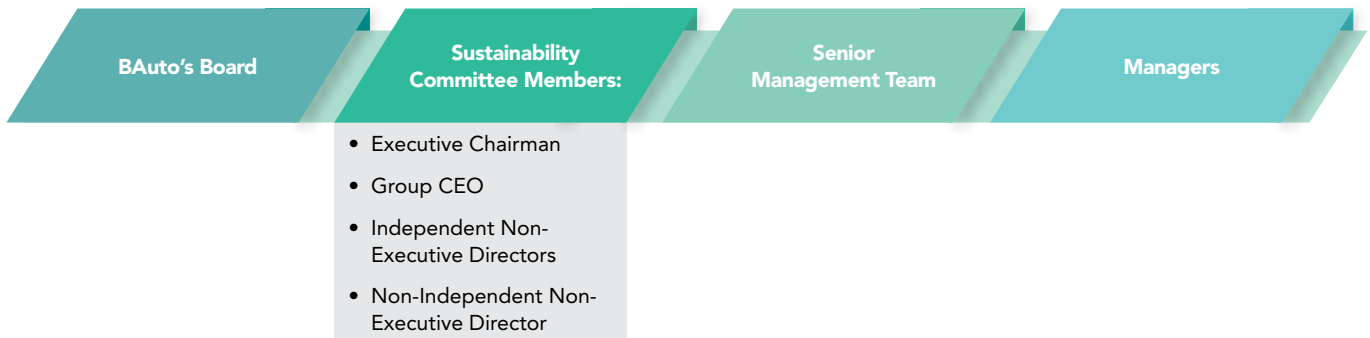 BAuto's Board
Sustainability
Committee Members:
Senior
Management Team
Managers
• Executive Chairman
• Group CEO
• Independent Non-
Executive Directors
• Non-Independent Non-
Executive Director